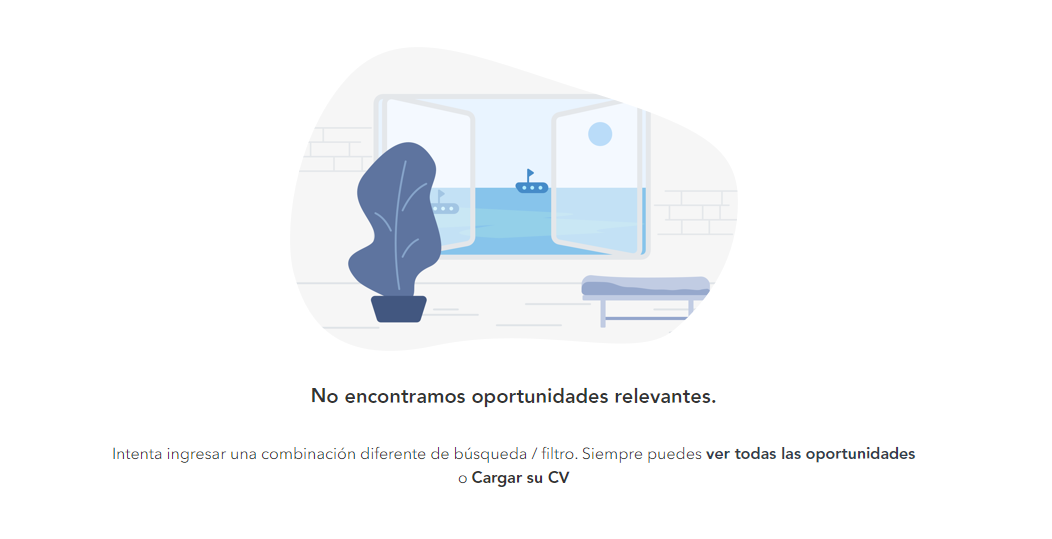 No encontramos oportunidades relevantes.
Intenta ingresar una combinación diferente de búsqueda / filtro. Siempre puedes ver todas las oportunidades
o Cargar su CV